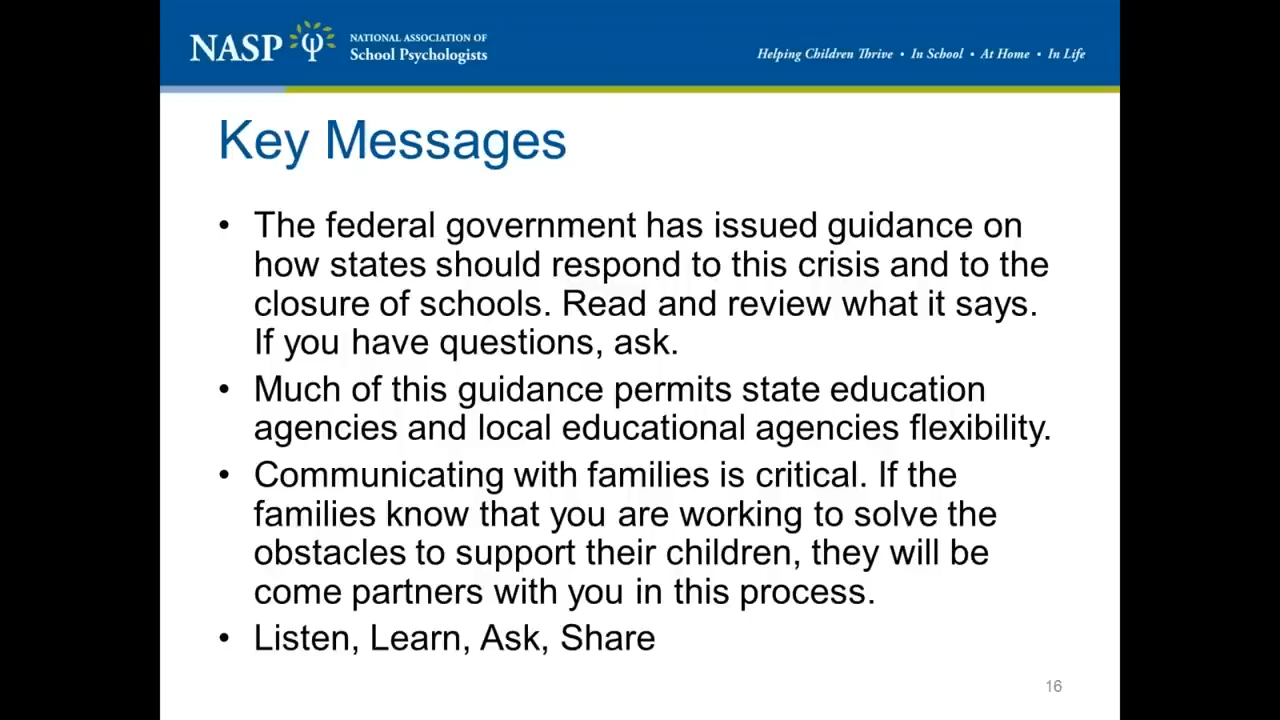 NASP
NATIONAL ASSOCIATION OF
School Psychologists
Helping Children Thrive • In School • At Home • In Life
Key Messages
• The federal government has issued guidance on
how states should respond to this crisis and to the
closure of schools. Read and review what it says.
If you have questions, ask.
• Much of this guidance permits state education
agencies and local educational agencies flexibility.
• Communicating with families is critical. If the
families know that you are working to solve the
obstacles to support their children, they will be
come partners with you in this process.
• Listen, Learn, Ask, Share
16